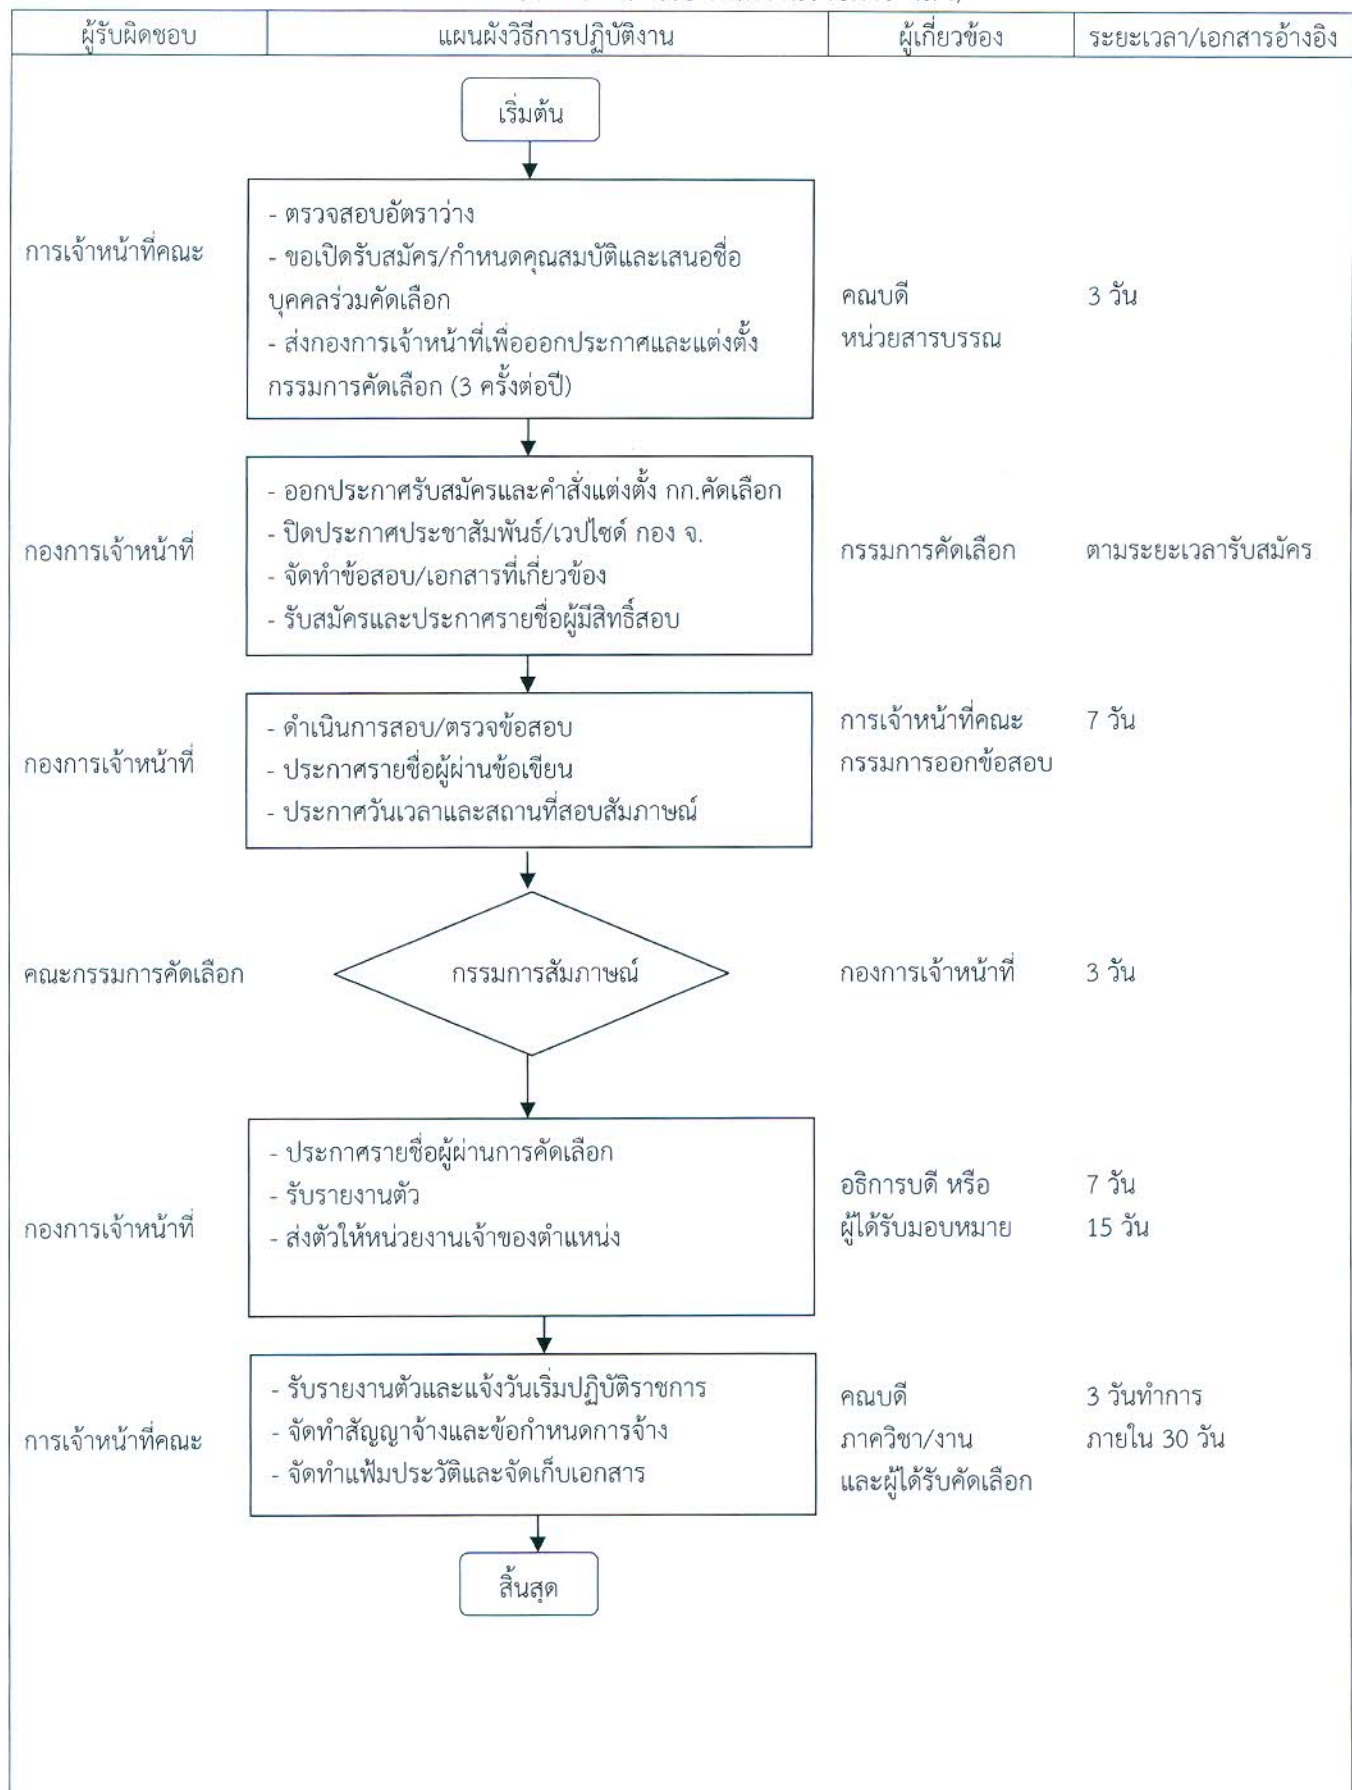 ผู้รับผิดชอบ แผนผังวิธีการปฏิบัติงาน ผู้เกี่ยวข้อง ระยะเวลา/เอกสารอ้างอิง
เริ่มต้น
การเจ้าหน้าที่คณะ
- ตรวจสอบอัตราว่าง
- ขอเปิดรับสมัคร/กำหนดคุณสมบัติและเสนอชื่อ
บุคคลร่วมคัดเลือก
- ส่งกองการเจ้าหน้าที่เพื่อออกประกาศและแต่งตั้ง
กรรมการคัดเลือก (3 ครั้งต่อปี)
คณบดี
หน่วยสารบรรณ
3 วัน
กองการเจ้าหน้าที่
- ออกประกาศรับสมัครและคำสั่งแต่งตั้ง กก.คัดเลือก
- ปิดประกาศประชาสัมพันธ์/เวปไซด์ กอง จ.
- จัดทำข้อสอบ/เอกสารที่เกี่ยวข้อง
- รับสมัครและประกาศรายชื่อผู้มีสิทธิ์สอบ
กรรมการคัดเลือก
ตามระยะเวลารับสมัคร
กองการเจ้าหน้าที่
- ดำเนินการสอบ/ตรวจข้อสอบ
- ประกาศรายชื่อผู้ผ่านข้อเขียน
- ประกาศวันเวลาและสถานที่สอบสัมภาษณ์
การเจ้าหน้าที่คณะ
กรรมการออกข้อสอบ
7 วัน
คณะกรรมการคัดเลือก
กรรมการสัมภาษณ์
กองการเจ้าหน้าที่
3 วัน
กองการเจ้าหน้าที่
- ประกาศรายชื่อผู้ผ่านการคัดเลือก
- รับรายงานตัว
- ส่งตัวให้หน่วยงานเจ้าของตำแหน่ง
อธิการบดี หรือ
ผู้ได้รับมอบหมาย
7 วัน
15 วัน
การเจ้าหน้าที่คณะ
- รับรายงานตัวและแจ้งวันเริ่มปฏิบัติราชการ
- จัดทำสัญญาจ้างและข้อกำหนดการจ้าง
- จัดทำแฟ้มประวัติและจัดเก็บเอกสาร
คณบดี
ภาควิชา/งาน
และผู้ได้รับคัดเลือก
3 วันทำการ
ภายใน 30 วัน
สิ้นสุด